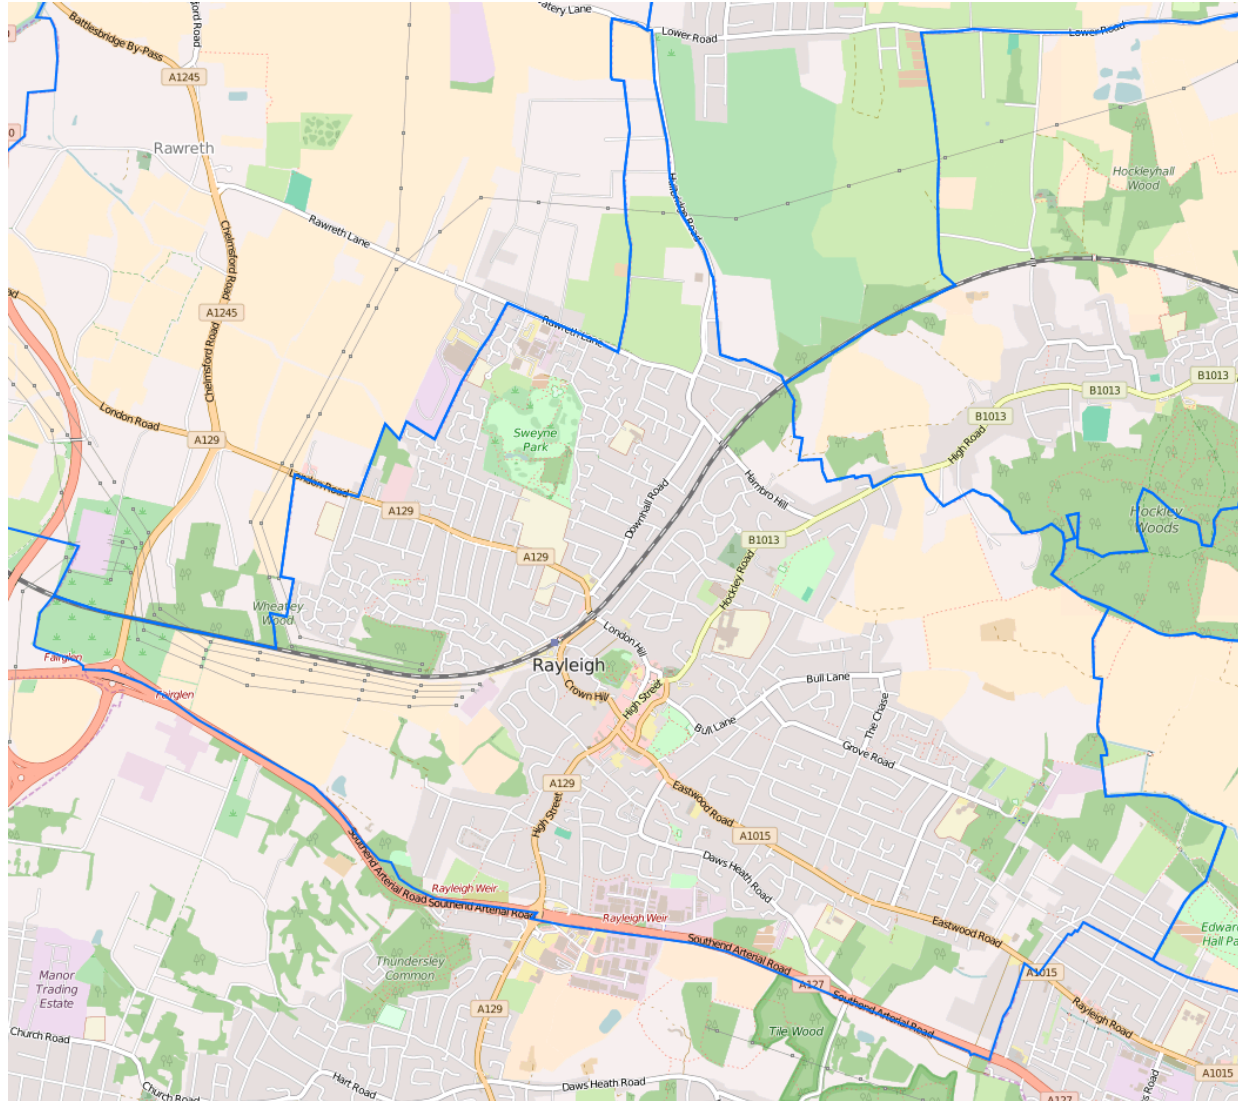 Lower Road
Lower Road
Battlesbridge By-Pass
A1245
Rawreth
Hockleyhall
Wood
Hullbridge Road
Rawreth Lane
Chelmsford Road
A1245
Rawreth Lane
Chelmsford Road
London Road
A129
B1013
B1013
B1013
High Road
Sweyne
Park
London Road
A129
Downhall Road
Hambro Hill
Hockley
Woods
B1013
A129
Hockley Road
Wheatley
Wood
London Hill
Rayleigh
Fairglen
Fairglen
Crown Hill
High Street
Bull Lane
Bull Lane
The Chase
Grove Road
A129
Eastwood Road
High Street
A1015
Daws Heath Road
Southend Arterial Road
Rayleigh Weir
Southend Arterial Road
Rayleigh Weir
Eastwood Road
Southend Arterial Road
Thundersley
Common
Manor
Trading
Estate
A1015
A127
Southend Arterial Road
Rayleigh Road
A129
Tile Wood
Church Road
Church Road
Hart Road
Daws Heath Road
A1015
A127